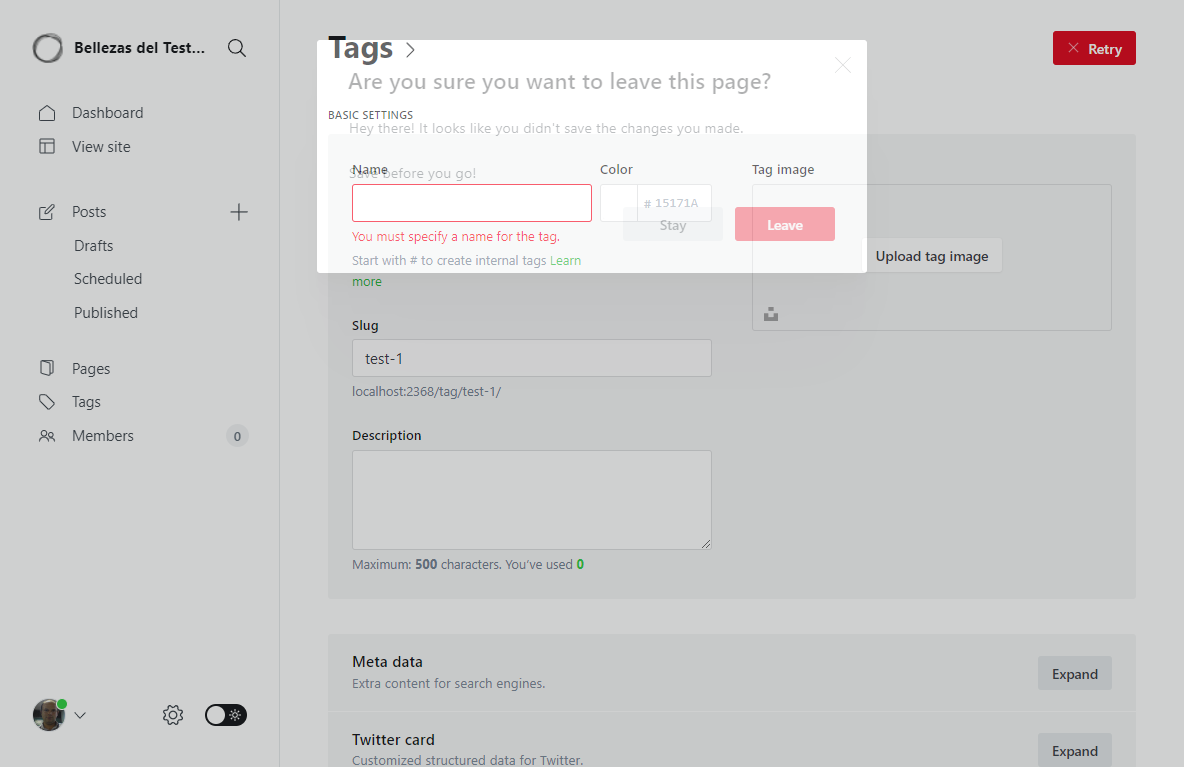 Bellezas del Test...
Dashboard
View site
Posts
Drafts
Scheduled
Published
Pages
Tags
Members
0
Tags
Retry
Are you sure you want to leave this page?
Hey there! It looks like you didn't save the changes you made.
Save before you go!
Stay
Leave
BASIC SETTINGS
Name
You must specify a name for the tag.
Start with # to create internal tags Learn
more
Color
# 15171A
Tag image
Upload tag image
Slug
test-1
localhost:2368/tag/test-1/
Description
Maximum: 500 characters. You’ve used 0
Meta data
Extra content for search engines.
Expand
Twitter card
Customized structured data for Twitter.
Expand